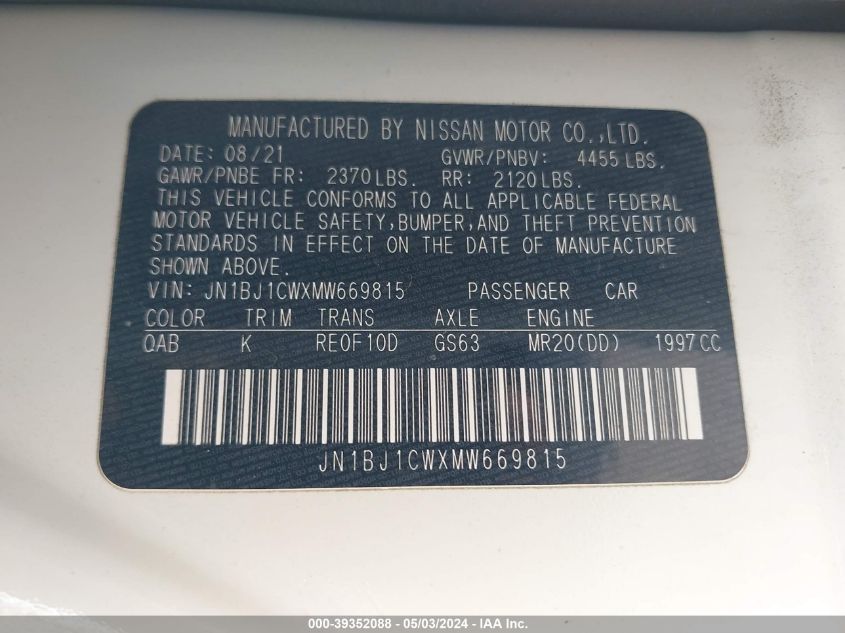 MANUFACTURED BY NISSAN MOTOR CO.,LTD.
DATE: 08/21 GVWR/PNBV: 4455 LBS.
GAWR/PNBE FR: 2370 LBS. RR: 2120 LBS.
THIS VEHICLE CONFORMS TO ALL APPLICABLE FEDERAL
MOTOR VEHICLE SAFETY,BUMPER,AND THEFT PREVENTION
STANDARDS IN EFFECT ON THE DATE OF MANUFACTURE
SHOWN ABOVE.
VIN: JN1BJ1CWXMW669815 PASSENGER CAR
COLOR TRIM TRANS AXLE ENGINE
QAB K RE0F10D GS63 MR20(DD) 1997CC
JN1BJ1CWXMW669815
000-39352088 - 05/03/2024 - IAA Inc.